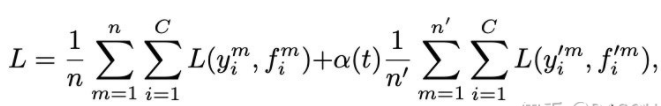 L = \frac{1}{n} \sum_{m=1}^{n} \sum_{i=1}^{C} L(y_i^m, f_i^m) + \alpha(t) \frac{1}{n'} \sum_{m=1}^{n'} \sum_{i=1}^{C} L(y_i'^m, f_i'^m),